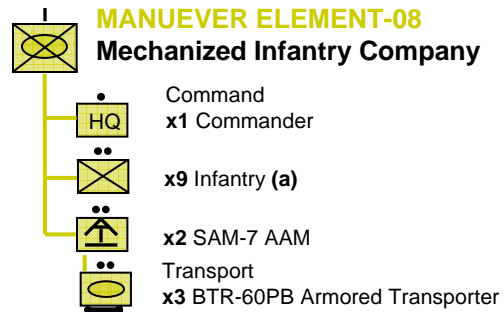 MANUEVER ELEMENT-08
Mechanized Infantry Company
Command
HQ
x1 Commander
x9 Infantry (a)
x2 SAM-7 AAM
Transport
x3 BTR-60PB Armored Transporter